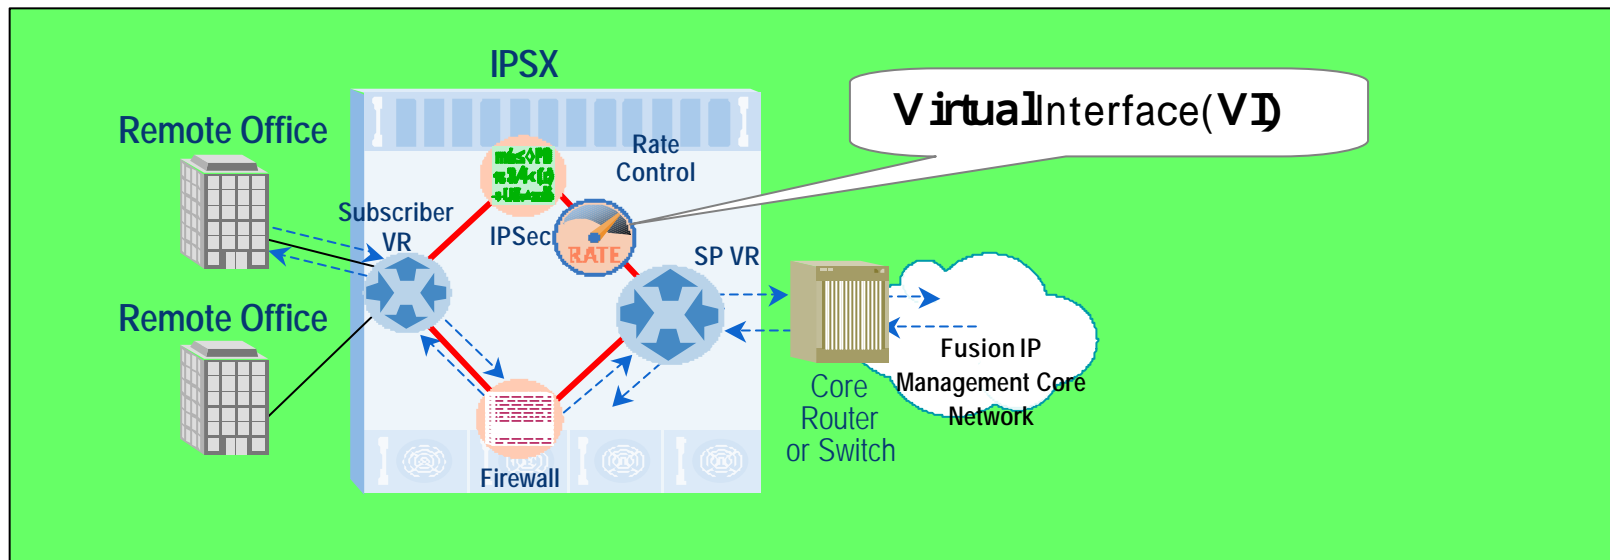 IPSX
Virtual Interface(VI)
Remote Office
Rate
Control
Subscriber
VR
IPSec
RATE
SP VR
Remote Office
Fusion IP
Management Core
Network
Core
Router
or Switch
Firewall